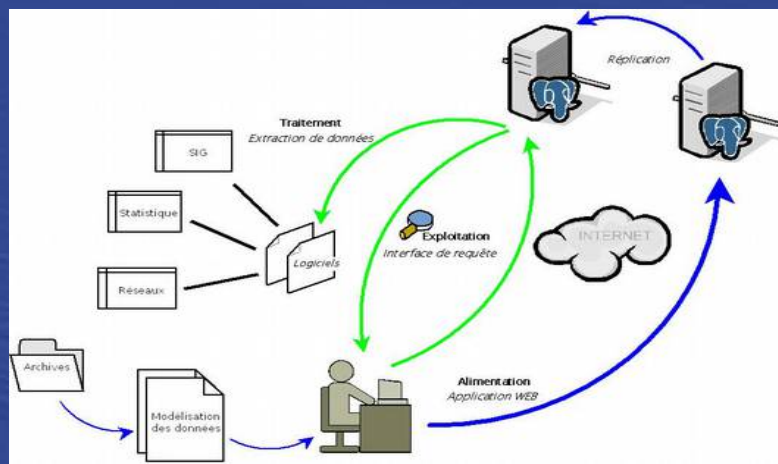 Réplication
Traitement
Extraction de données
SIG
Statistique
Logiciels
Réseaux
Exploitation
Interface de requête
INTERNET
Archives
Modélisation
des données
Alimentation
Application WEB